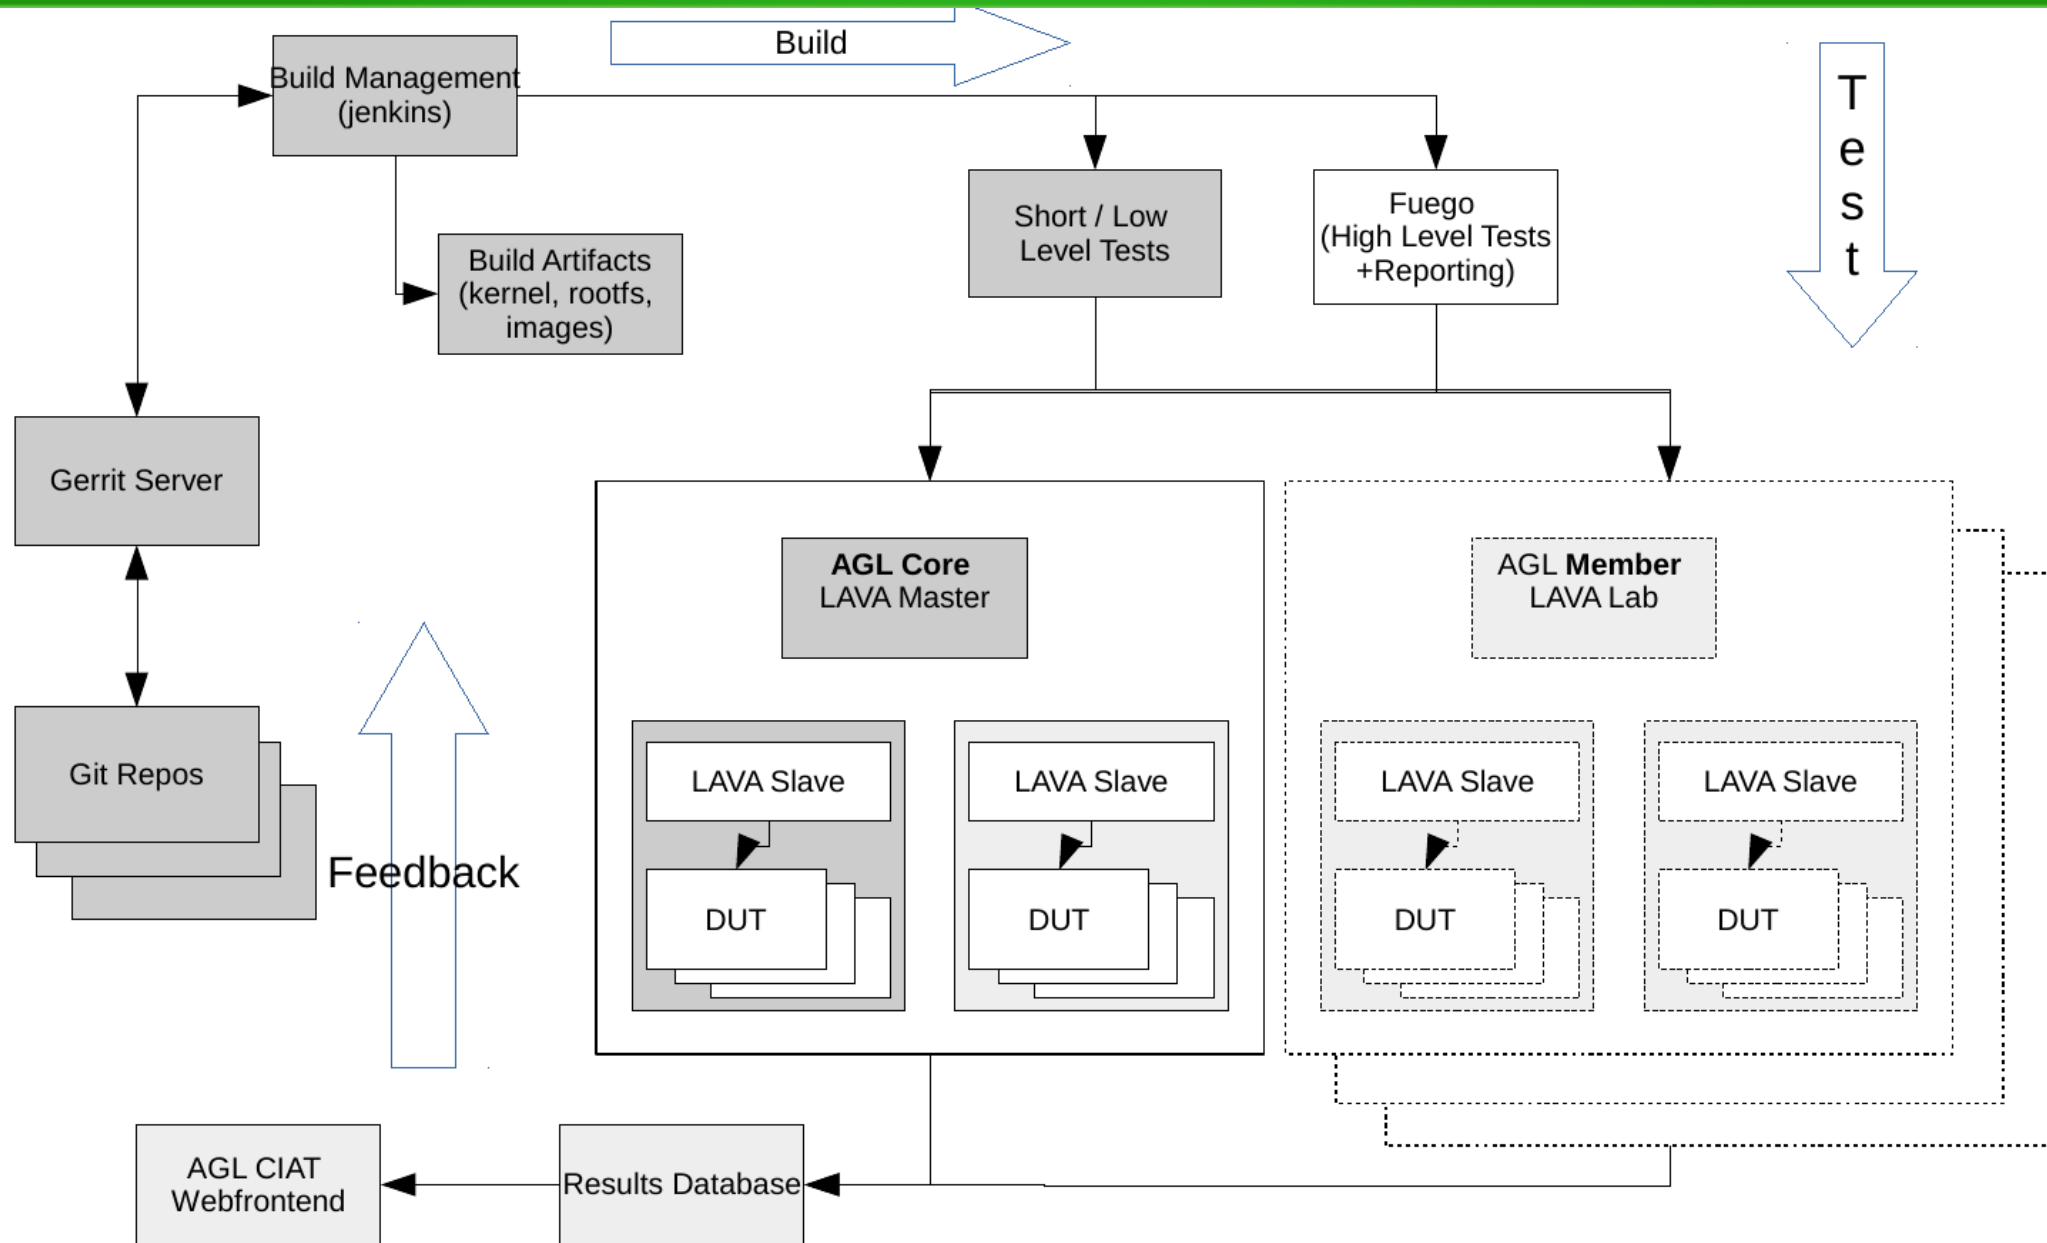 Build
Build Management
(jenkins)
T
e
s
t
Short / Low
Level Tests
Fuego
(High Level Tests
+Reporting)
Build Artifacts
(kernel, rootfs,
images)
Gerrit Server
AGL Core
LAVA Master
AGL Member
LAVA Lab
Git Repos
Feedback
LAVA Slave
DUT
LAVA Slave
DUT
LAVA Slave
DUT
LAVA Slave
DUT
AGL CIAT
Webfrontend
Results Database